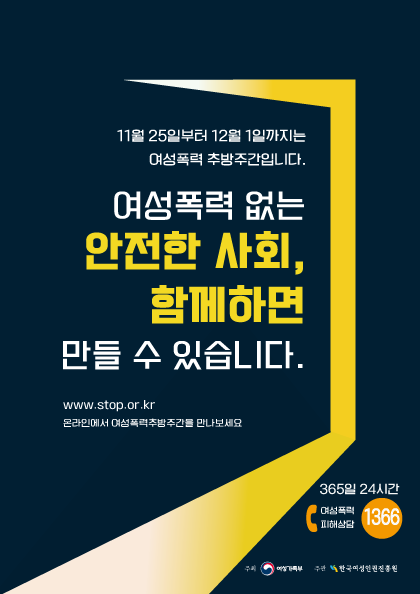 11월 25일부터 12월 1일까지는
여성폭력 추방주간입니다.
여성폭력 없는
안전한 사회,
함께하면
만들 수 있습니다.
www.stop.or.kr
온라인에서 여성폭력추방주간을 만나보세요
365일 24시간
여성폭력
피해상담
1366
주최 여성가족부 주관 한국여성인권진흥원